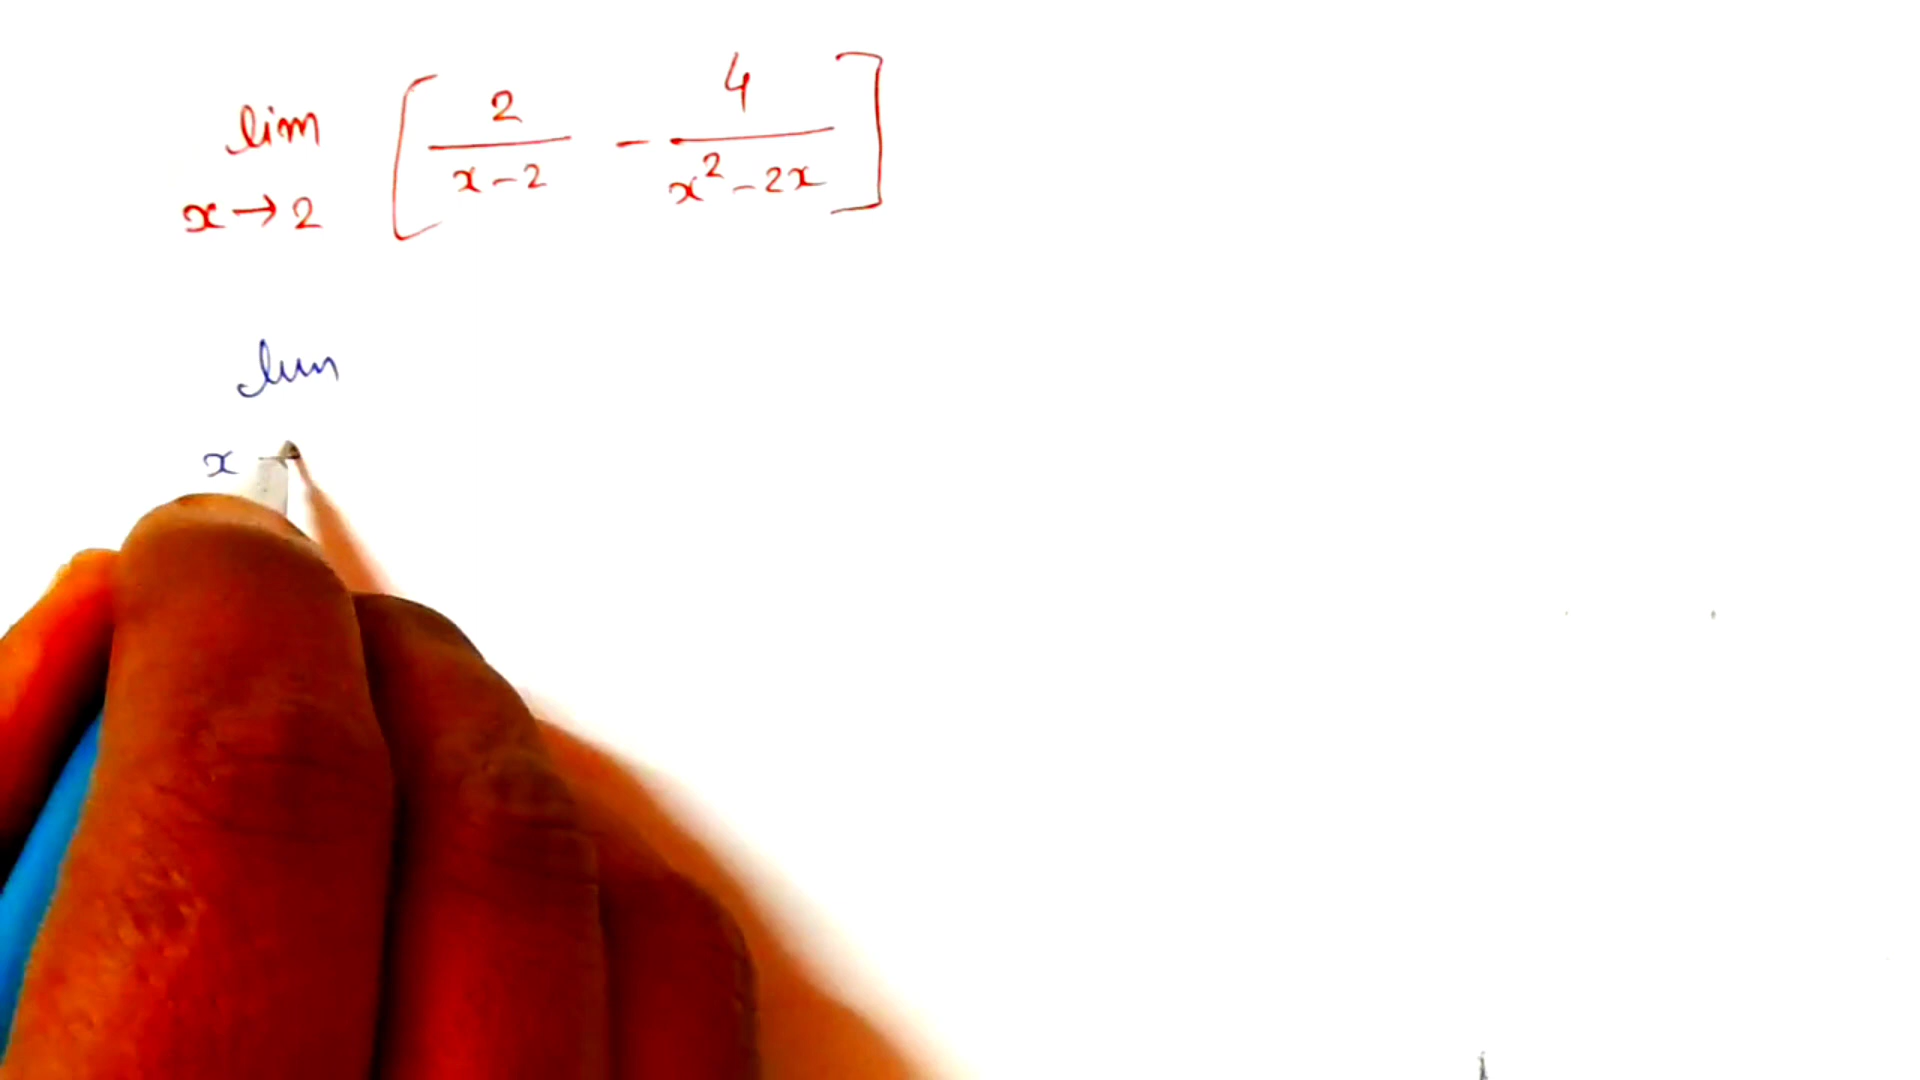 lim [ 2/(x-2) - 4/(x²-2x) ]
x→2
lim
x